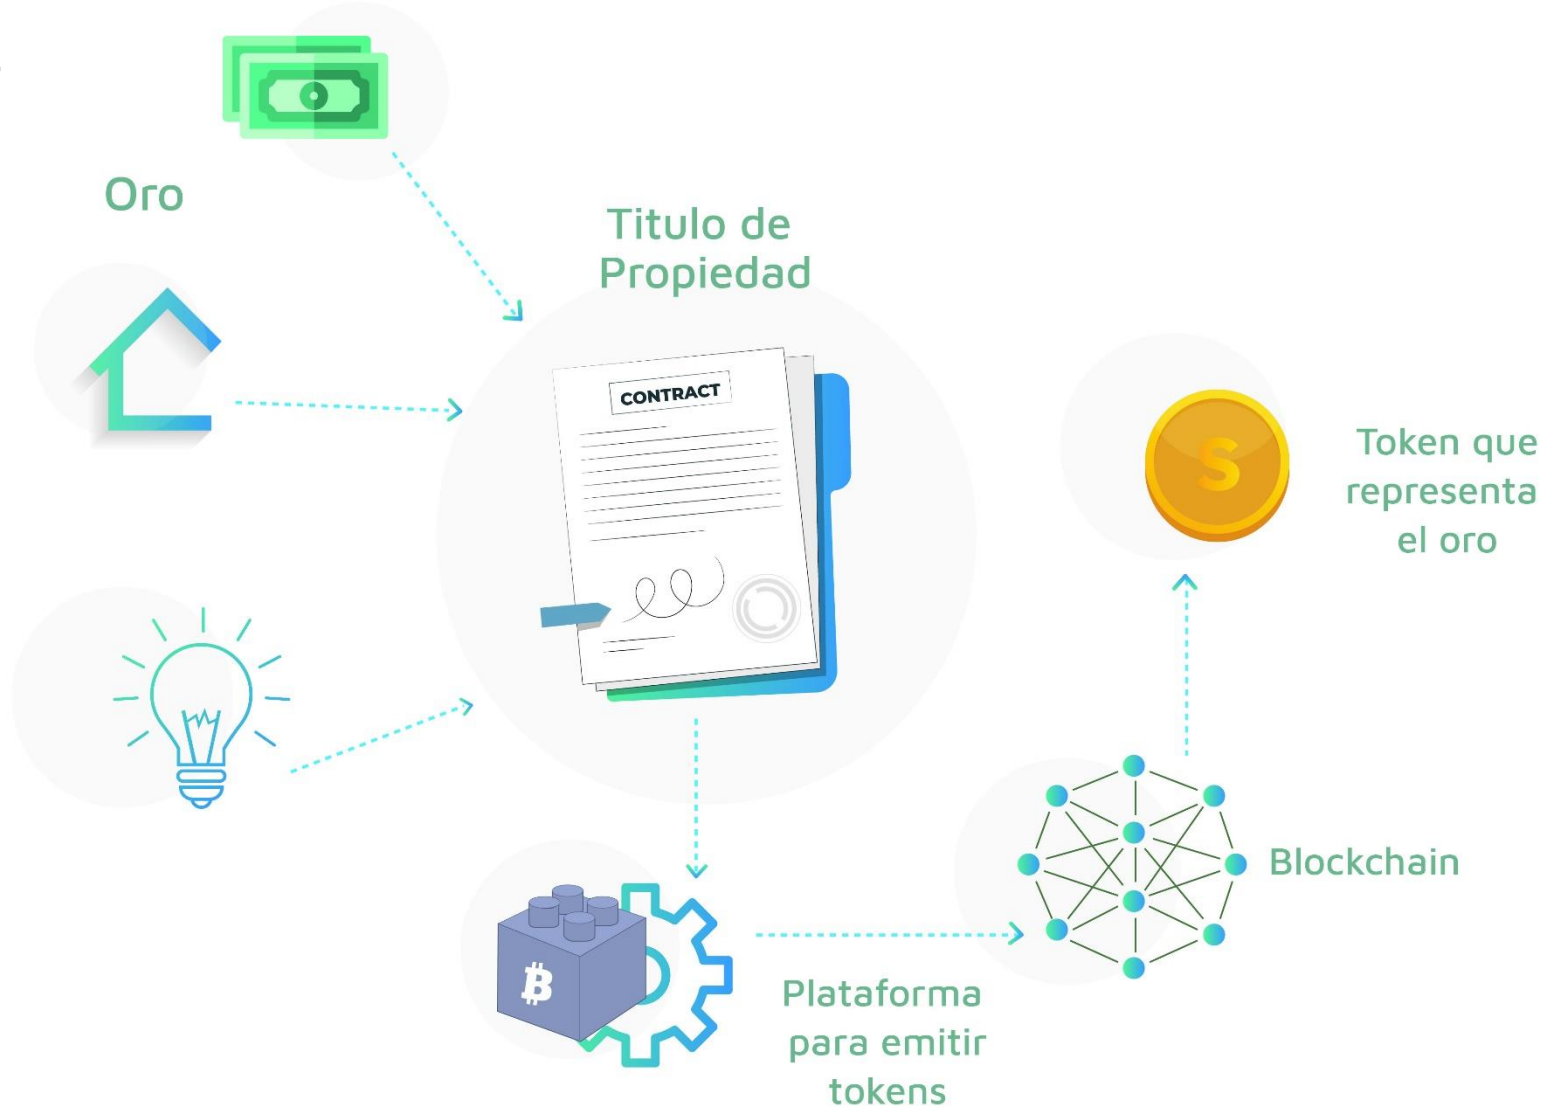 Oro
Titulo de
Propiedad
CONTRACT
S
Token que
representa
el oro
Blockchain
₿
Plataforma
para emitir
tokens